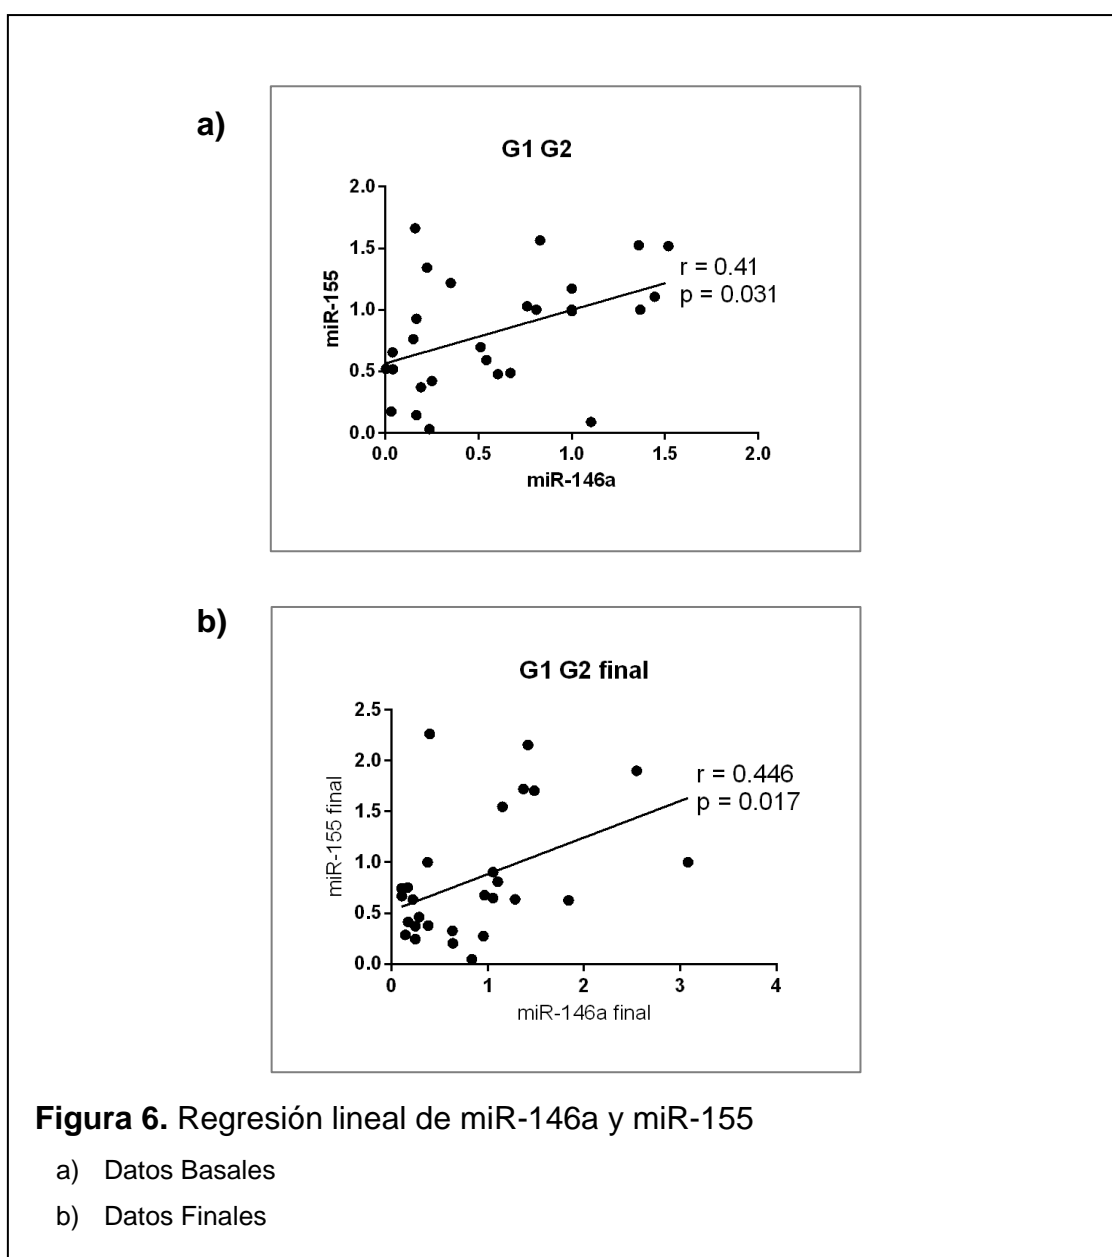 a)
G1 G2
2.0
1.5
1.0
0.5
0.0
miR-155
r = 0.41
p = 0.031
0.0 0.5 1.0 1.5 2.0
miR-146a
b)
G1 G2 final
2.5
2.0
1.5
1.0
0.5
0.0
miR-155 final
r = 0.446
p = 0.017
0 1 2 3 4
miR-146a final
Figura 6. Regresión lineal de miR-146a y miR-155
a) Datos Basales
b) Datos Finales